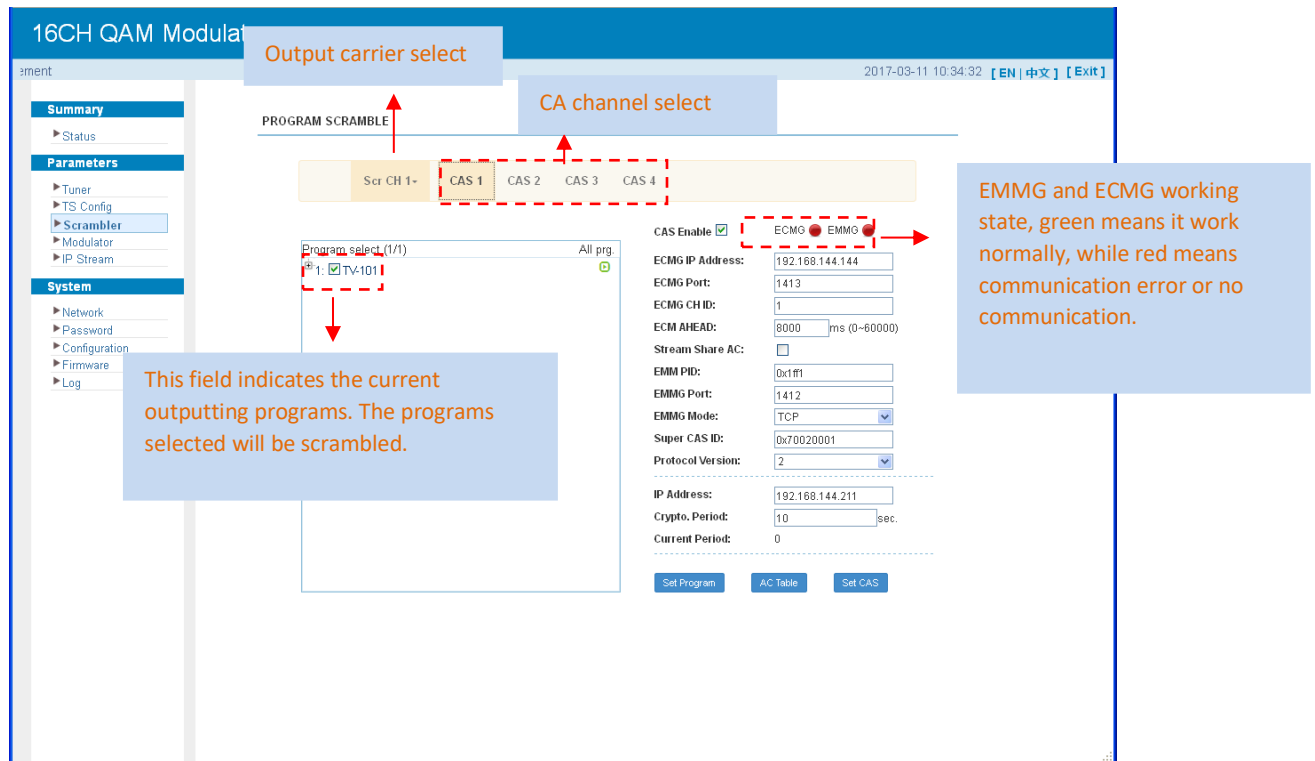 16CH QAM Modulat
Output carrier select
ement
2017-03-11 10:34:32 [ EN | 中文 ] [ Exit ]
CA channel select
Summary
Status
Parameters
Tuner
TS Config
Scrambler
Modulator
IP Stream
System
Network
Password
Configuration
Firmware
Log
PROGRAM SCRAMBLE
Scr CH 1 CAS 1 CAS 2 CAS 3 CAS 4
Program select (1/1) All prg.
1: TV-101
This field indicates the current
outputting programs. The programs
selected will be scrambled.
CAS Enable ECMG EMMG
ECMG IP Address: 192.168.144.144
ECMG Port: 1413
ECMG CH ID: 1
ECM AHEAD: 8000 ms (0~60000)
Stream Share AC:
EMM PID: 0x1ff1
EMMG Port: 1412
EMMG Mode: TCP
Super CAS ID: 0x70020001
Protocol Version: 2
IP Address: 192.168.144.211
Crypto. Period: 10 sec.
Current Period: 0
Set Program AC Table Set CAS
EMMG and ECMG working
state, green means it work
normally, while red means
communication error or no
communication.